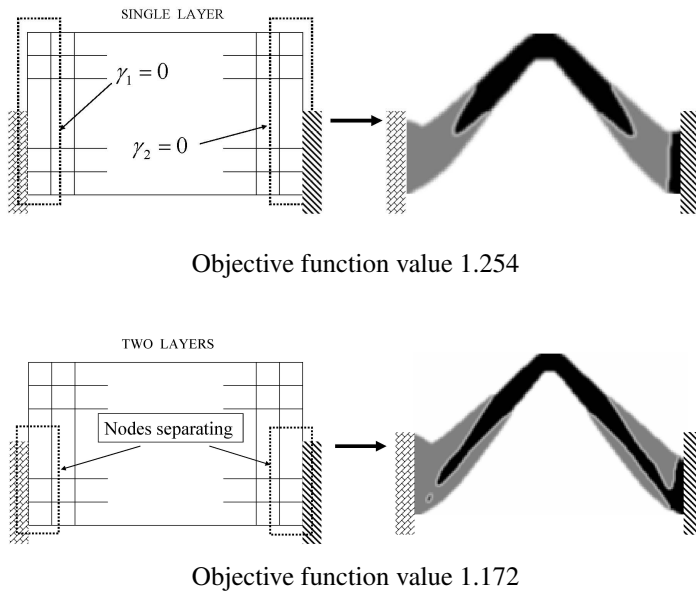 SINGLE LAYER
γ₁ = 0
γ₂ = 0
Objective function value 1.254
TWO LAYERS
Nodes separating
Objective function value 1.172